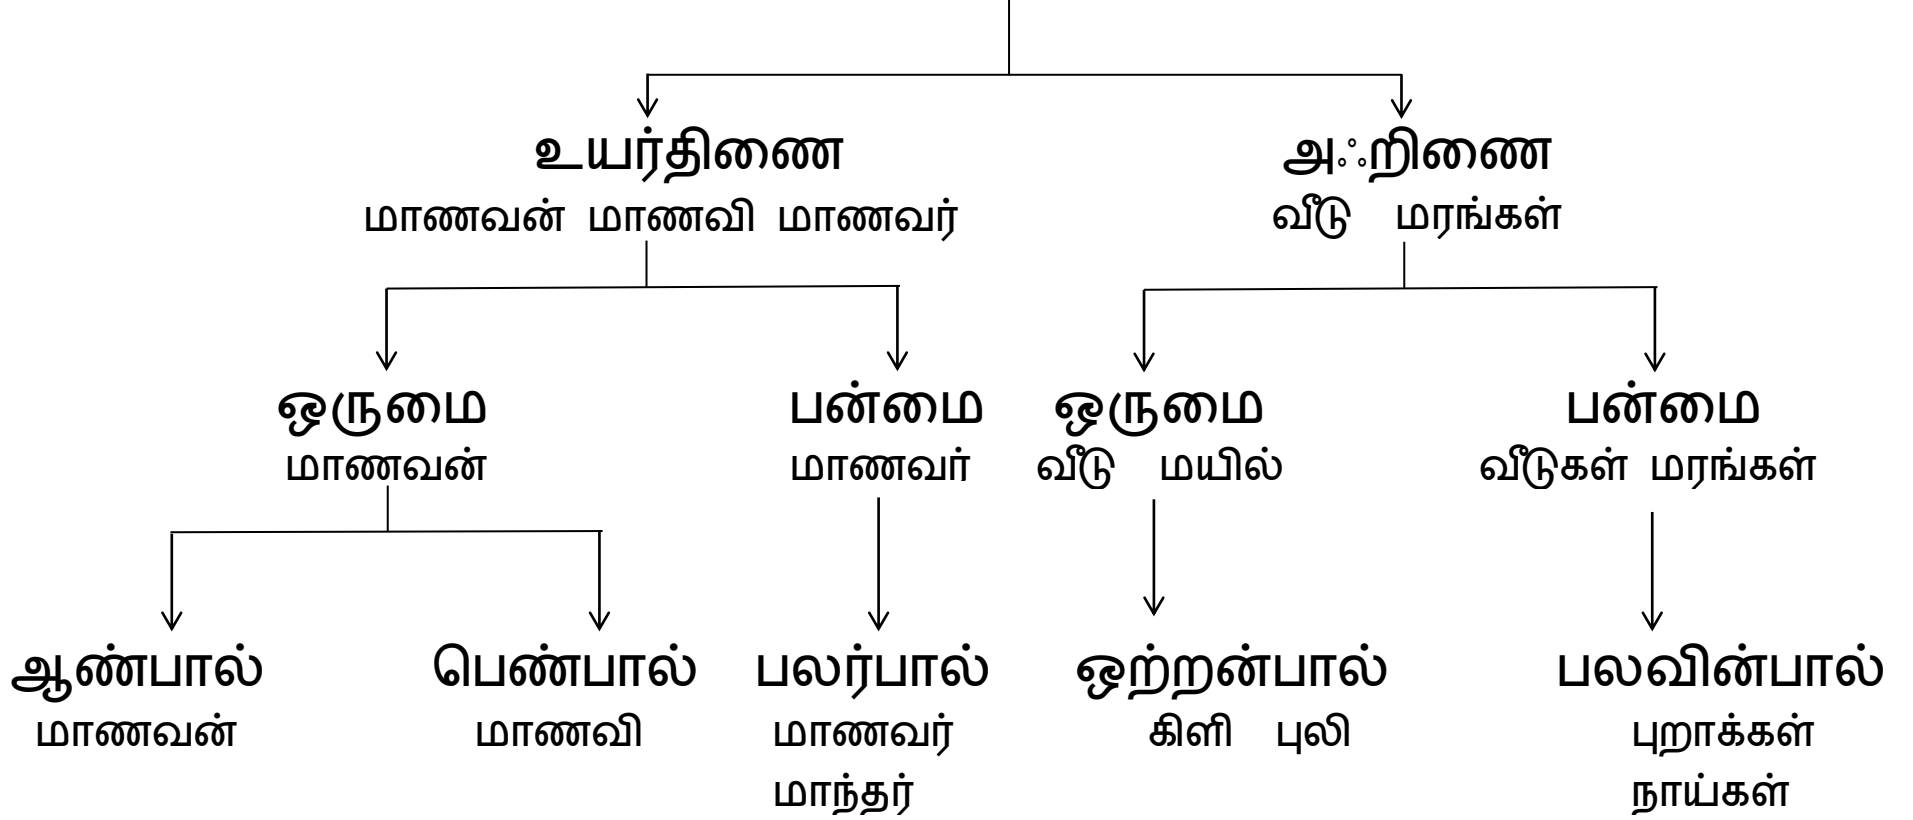 உயர்திணை அஃறிணை
மாணவன் மாணவி மாணவர் வீடு மரங்கள்
ஒருமை பன்மை ஒருமை பன்மை
மாணவன் மாணவர் வீடு மயில் வீடுகள் மரங்கள்
ஆண்பால் பெண்பால் பலர்பால் ஒற்றன்பால் பலவின்பால்
மாணவன் மாணவி மாணவர் கிளி புலி புறாக்கள்
மாந்தர் நாய்கள்